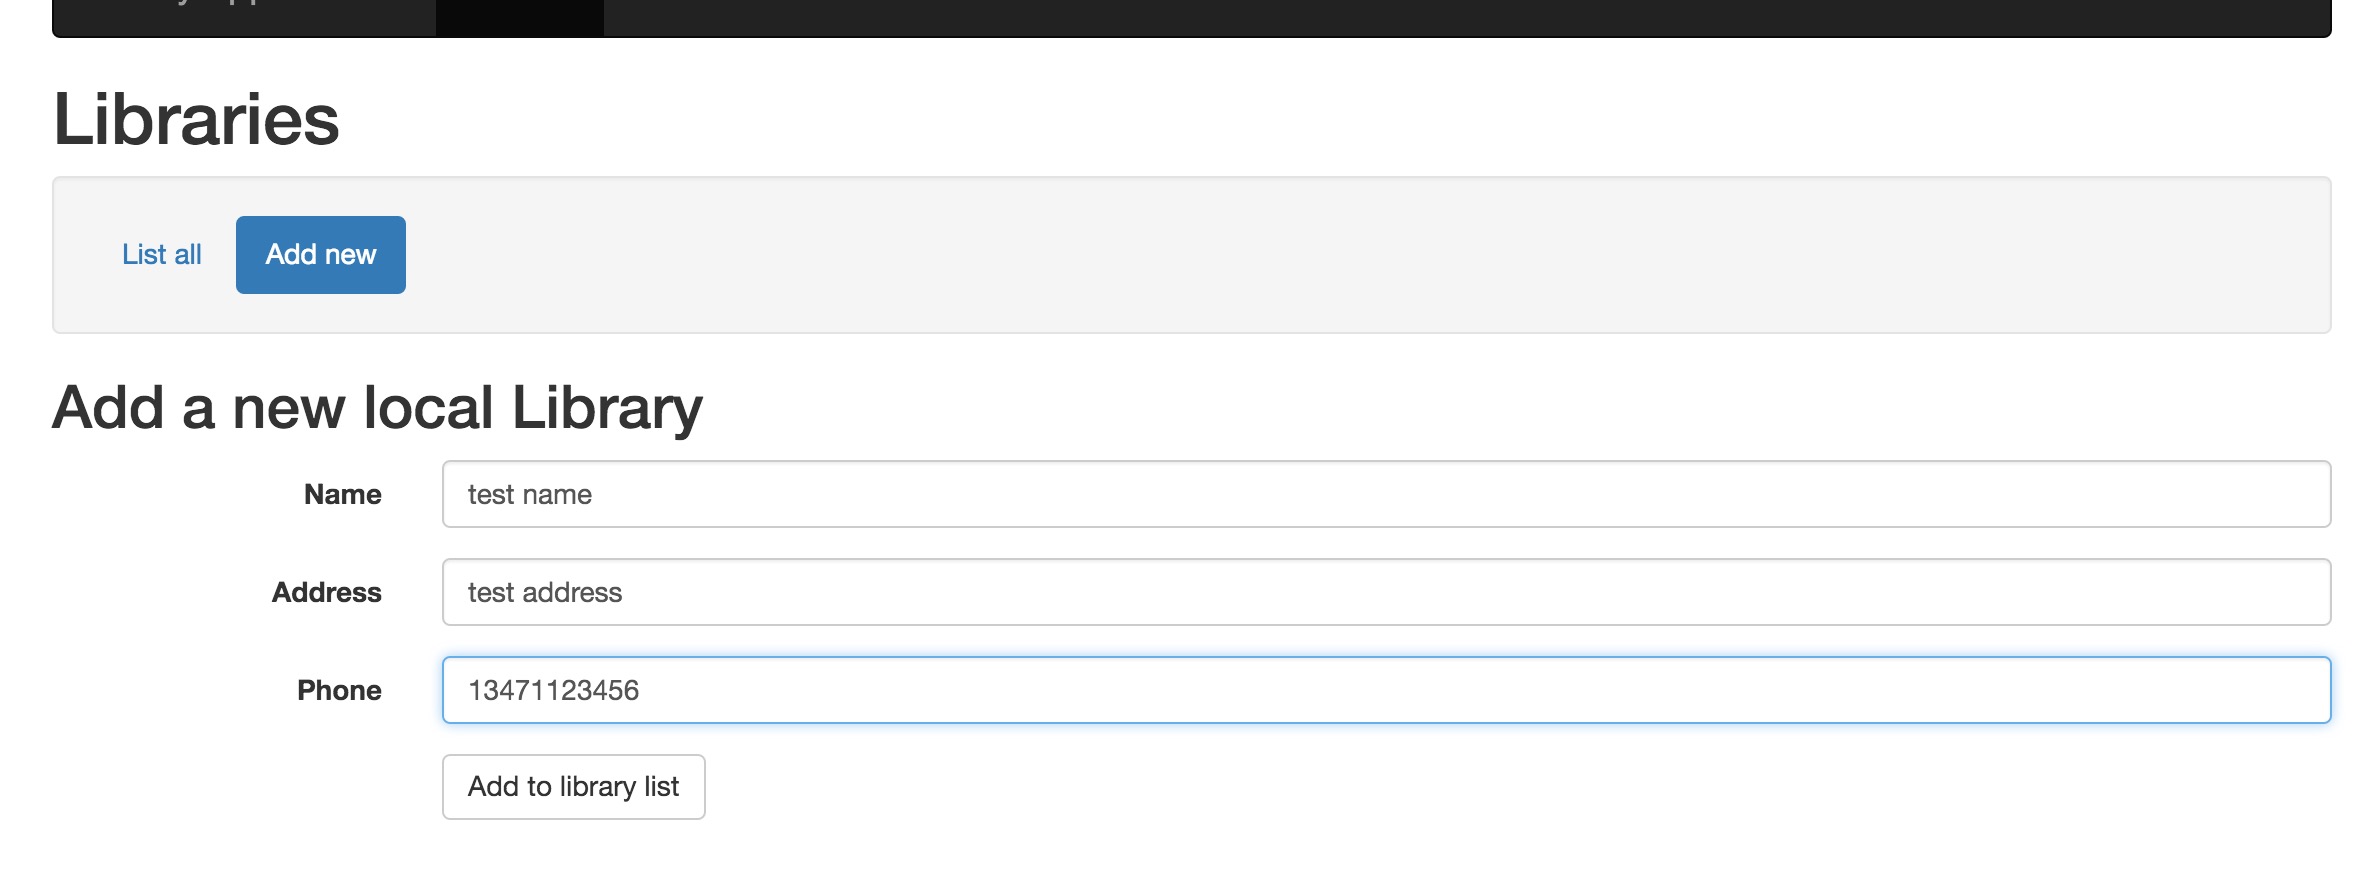 Libraries
List all
Add new
Add a new local Library
Name
test name
Address
test address
Phone
13471123456
Add to library list